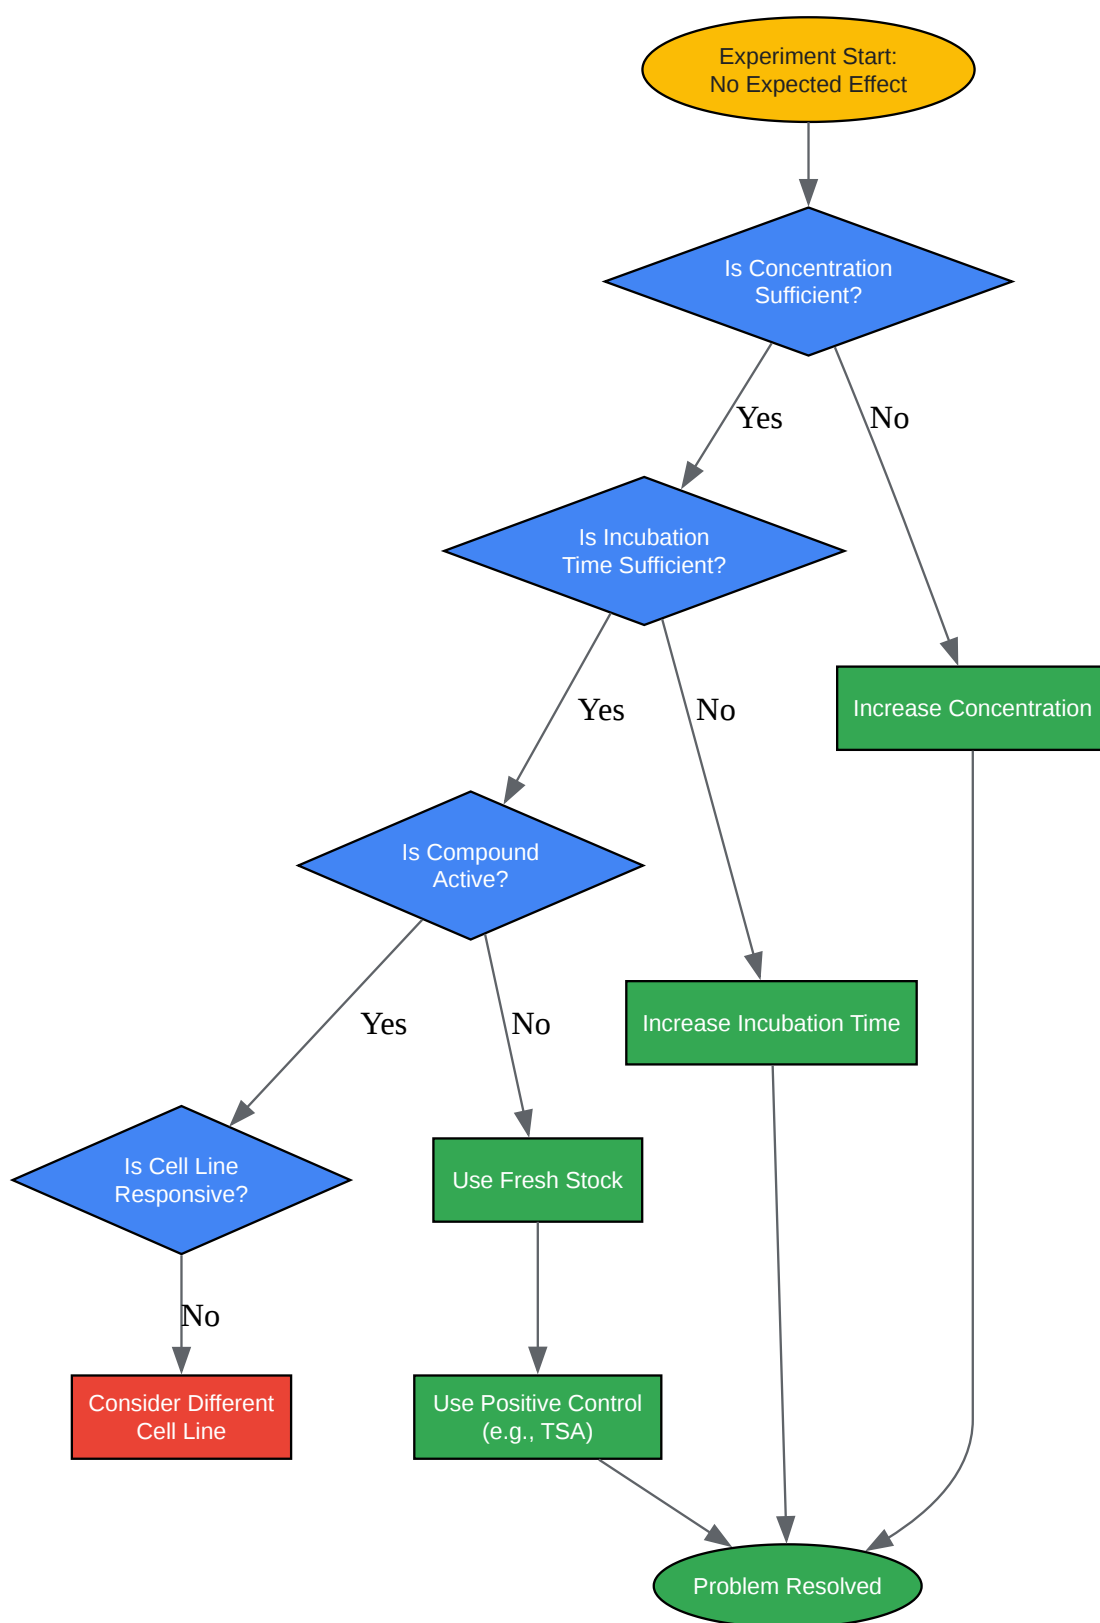 Experiment Start:
No Expected Effect
Is Concentration
Sufficient?
Yes
No
Is Incubation
Time Sufficient?
Yes
No
Increase Concentration
Is Compound
Active?
Yes
No
Increase Incubation Time
Is Cell Line
Responsive?
Use Fresh Stock
No
Consider Different
Cell Line
Use Positive Control
(e.g., TSA)
Problem Resolved